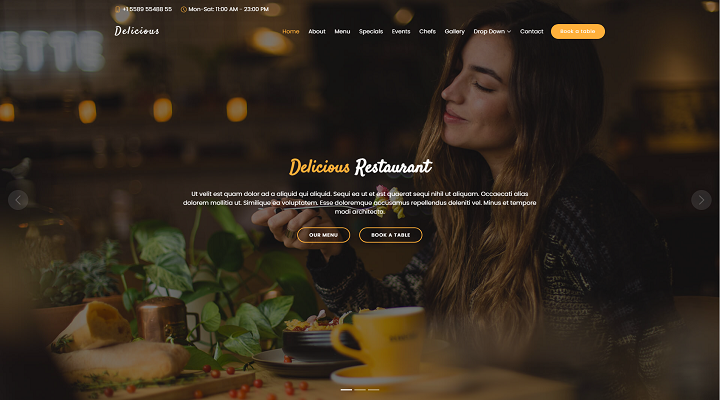 +1 5589 55488 55 Mon-Sat: 11:00 AM - 23:00 PM
Delicious
Home About Menu Specials Events Chefs Gallery Drop Down Contact Book a table
Delicious Restaurant
Ut velit est quam dolor ad a aliquid qui aliquid. Sequi ea ut et est quaerat sequi nihil ut aliquam. Occaecati alias
dolorem mollitia ut. Similique ea voluptatem. Esse doloremque accusamus repellendus deleniti vel. Minus et tempore
modi architecto.
OUR MENU BOOK A TABLE